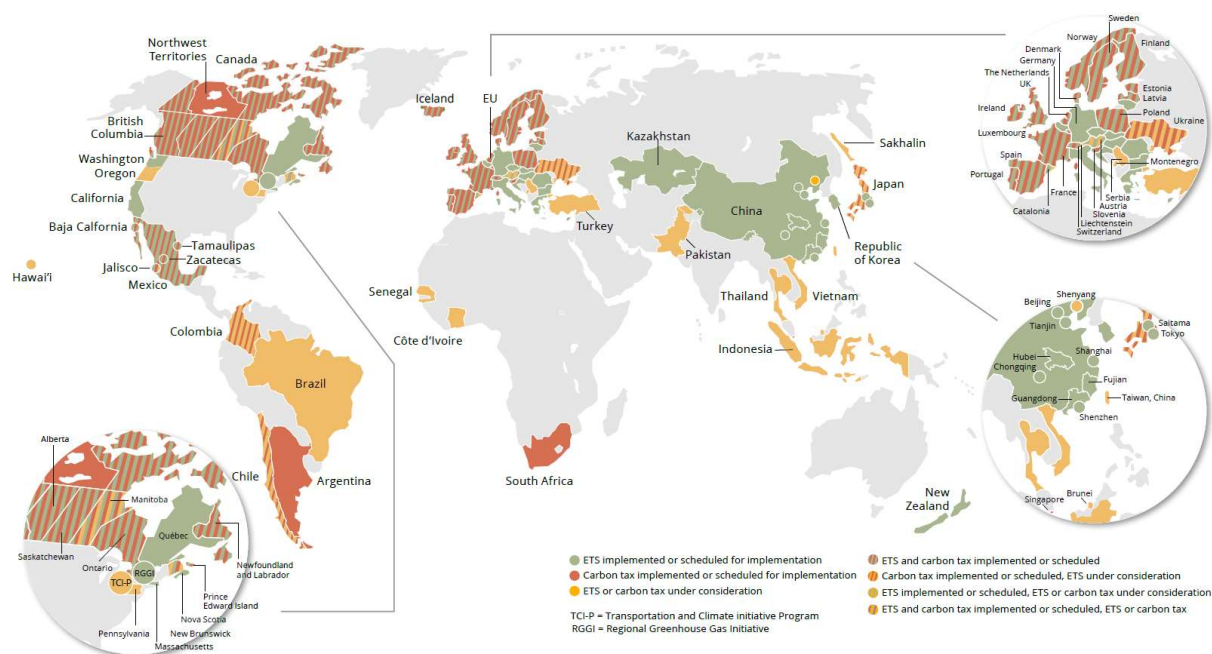 Northwest
Territories
Canada
British
Columbia
Washington
Oregon
California
Baja Calfornia
Hawai'i
Tamaulipas
Zacatecas
Jalisco
Mexico
Colombia
Brazil
Chile
Argentina
Iceland
EU
Kazakhstan
Sakhalin
Japan
China
Turkey
Pakistan
Republic
of Korea
Senegal
Côte d'Ivoire
Thailand
Vietnam
Indonesia
South Africa
New
Zealand
Sweden
Norway
Finland
Denmark
Germany
The Netherlands
UK
Estonia
Latvia
Ireland
Poland
Ukraine
Luxembourg
Spain
Portugal
Montenegro
France
Serbia
Austria
Slovenia
Catalonia
Liechtenstein
Switzerland
Shenyang
Beijing
Tianjin
Saitama
Tokyo
Hubei
Shanghai
Chongqing
Fujian
Guangdong
Taiwan, China
Shenzhen
Singapore
Brunei
Alberta
Manitoba
Québec
Saskatchewan
Ontario
Newfoundland
and Labrador
TCI-P
RGGI
Prince
Edward Island
Nova Scotia
Pennsylvania
New Brunswick
Massachusetts
ETS implemented or scheduled for implementation
Carbon tax implemented or scheduled for implementation
ETS or carbon tax under consideration
ETS and carbon tax implemented or scheduled
Carbon tax implemented or scheduled, ETS under consideration
ETS implemented or scheduled, ETS or carbon tax under consideration
ETS and carbon tax implemented or scheduled, ETS or carbon tax
TCI-P = Transportation and Climate initiative Program
RGGI = Regional Greenhouse Gas Initiative